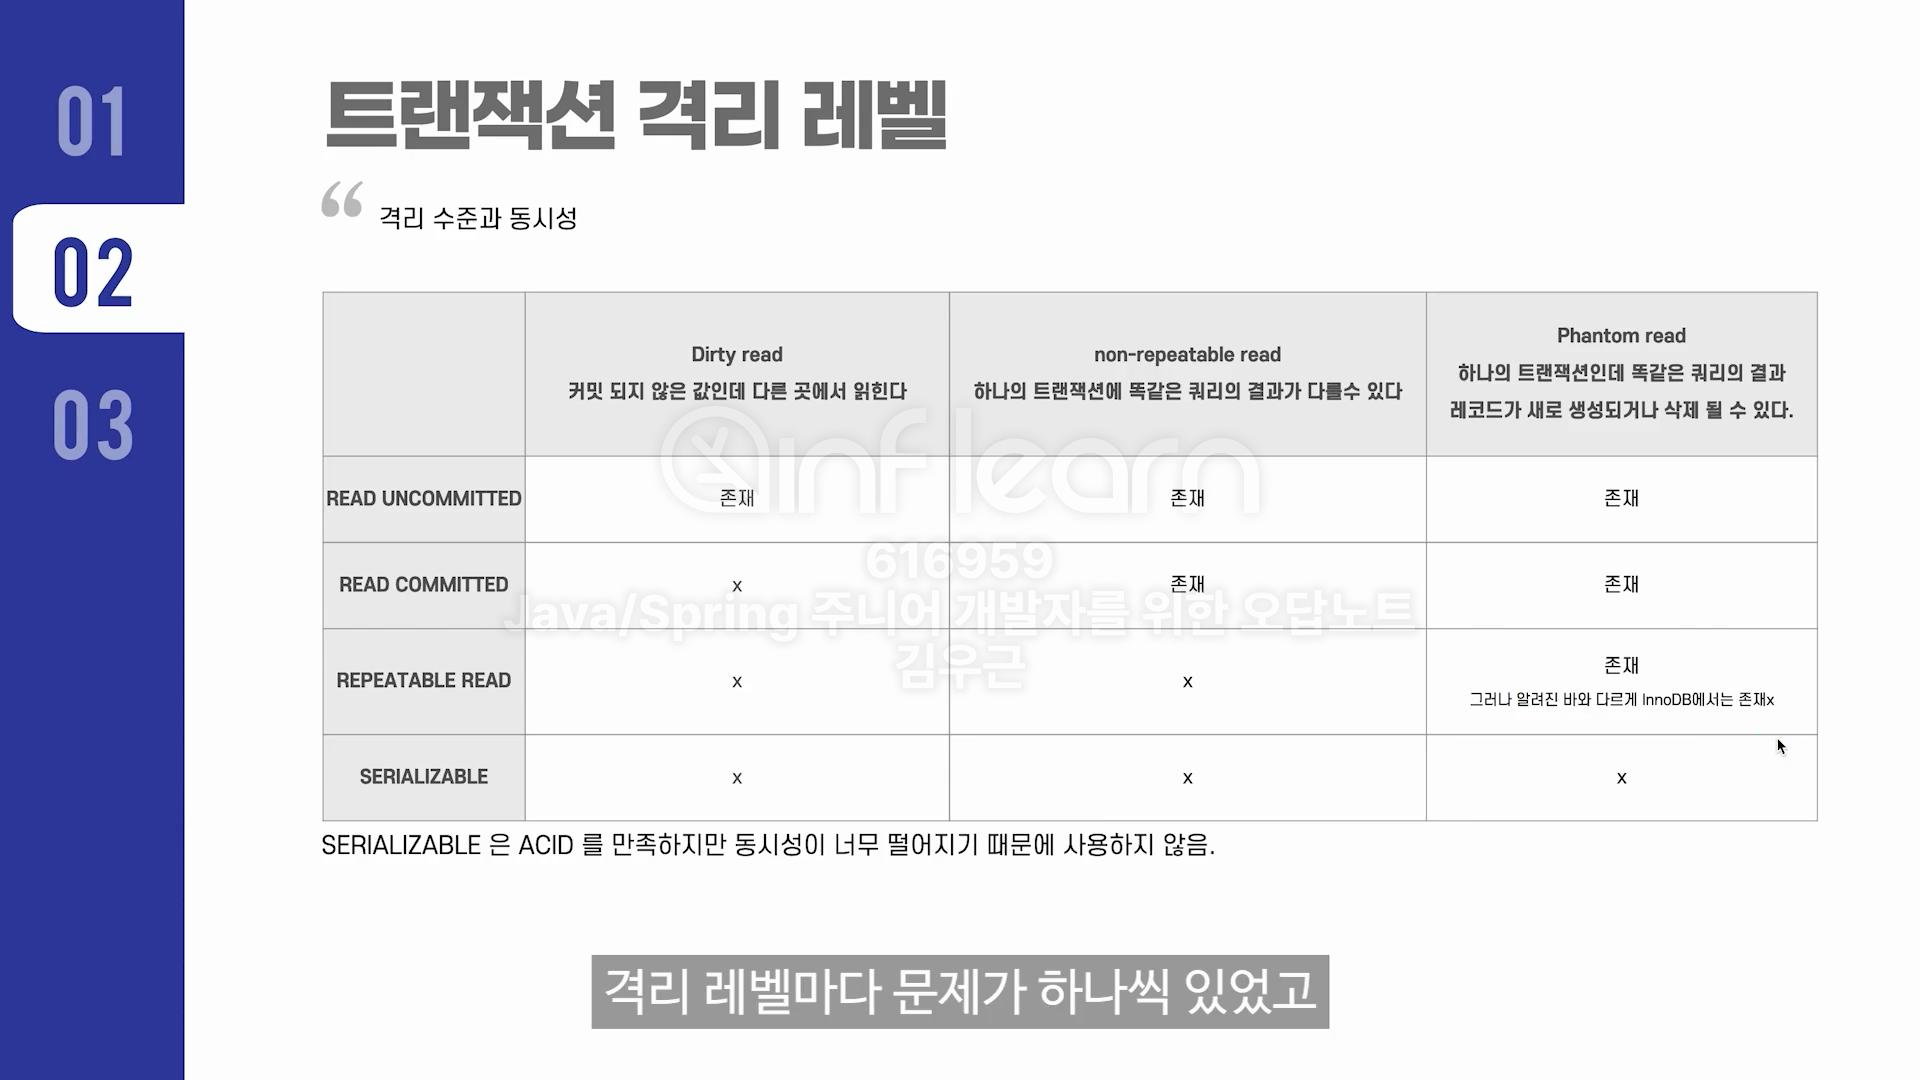 01
02
03
트랜잭션 격리 레벨
“ 격리 수준과 동시성
Dirty read
커밋 되지 않은 값인데 다른 곳에서 읽힌다
non-repeatable read
하나의 트랜잭션에 똑같은 쿼리의 결과가 다를수 있다
Phantom read
하나의 트랜잭션인데 똑같은 쿼리의 결과
레코드가 새로 생성되거나 삭제 될 수 있다.
READ UNCOMMITTED
존재
존재
존재
READ COMMITTED
x
존재
존재
REPEATABLE READ
x
x
존재
그러나 알려진 바와 다르게 InnoDB에서는 존재x
SERIALIZABLE
x
x
x
inflearn
616959
Java/Spring 주니어 개발자를 위한 오답노트
김우근
SERIALIZABLE 은 ACID 를 만족하지만 동시성이 너무 떨어지기 때문에 사용하지 않음.
격리 레벨마다 문제가 하나씩 있었고